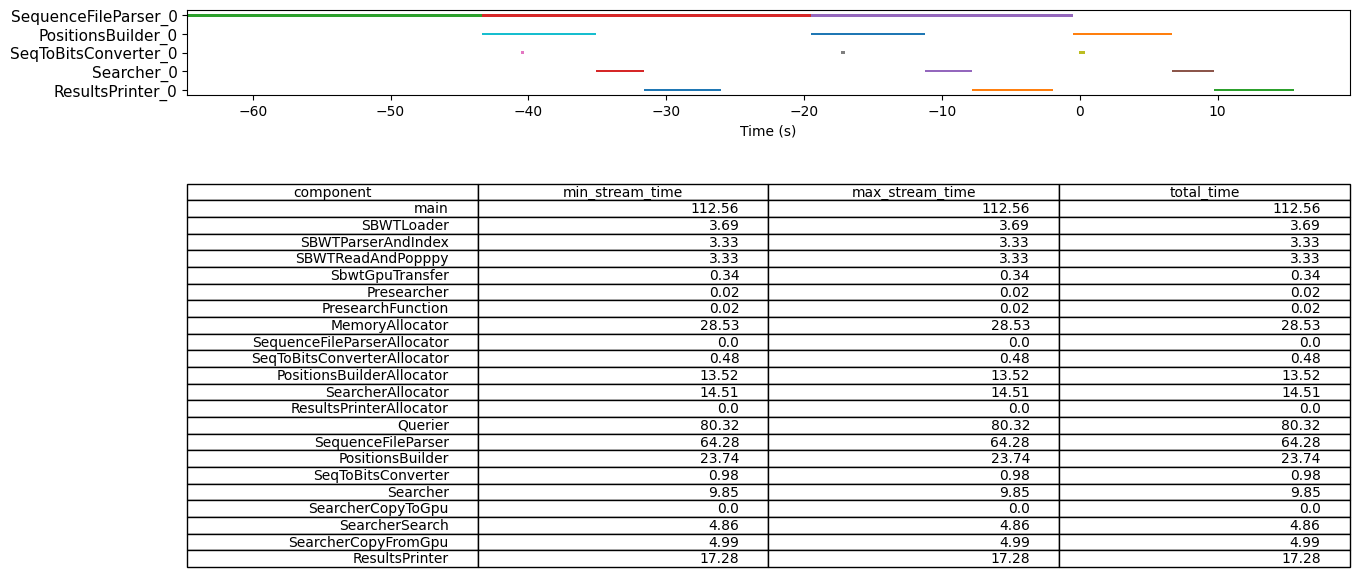 SequenceFileParser_0
PositionsBuilder_0
SeqToBitsConverter_0
Searcher_0
ResultsPrinter_0
−60 −50 −40 −30 −20 −10 0 10
Time (s)
component min_stream_time max_stream_time total_time
main 112.56 112.56 112.56
SBWTLoader 3.69 3.69 3.69
SBWTParserAndIndex 3.33 3.33 3.33
SBWTReadAndPopppy 3.33 3.33 3.33
SbwtGpuTransfer 0.34 0.34 0.34
Presearcher 0.02 0.02 0.02
PresearchFunction 0.02 0.02 0.02
MemoryAllocator 28.53 28.53 28.53
SequenceFileParserAllocator 0.0 0.0 0.0
SeqToBitsConverterAllocator 0.48 0.48 0.48
PositionsBuilderAllocator 13.52 13.52 13.52
SearcherAllocator 14.51 14.51 14.51
ResultsPrinterAllocator 0.0 0.0 0.0
Querier 80.32 80.32 80.32
SequenceFileParser 64.28 64.28 64.28
PositionsBuilder 23.74 23.74 23.74
SeqToBitsConverter 0.98 0.98 0.98
Searcher 9.85 9.85 9.85
SearcherCopyToGpu 0.0 0.0 0.0
SearcherSearch 4.86 4.86 4.86
SearcherCopyFromGpu 4.99 4.99 4.99
ResultsPrinter 17.28 17.28 17.28